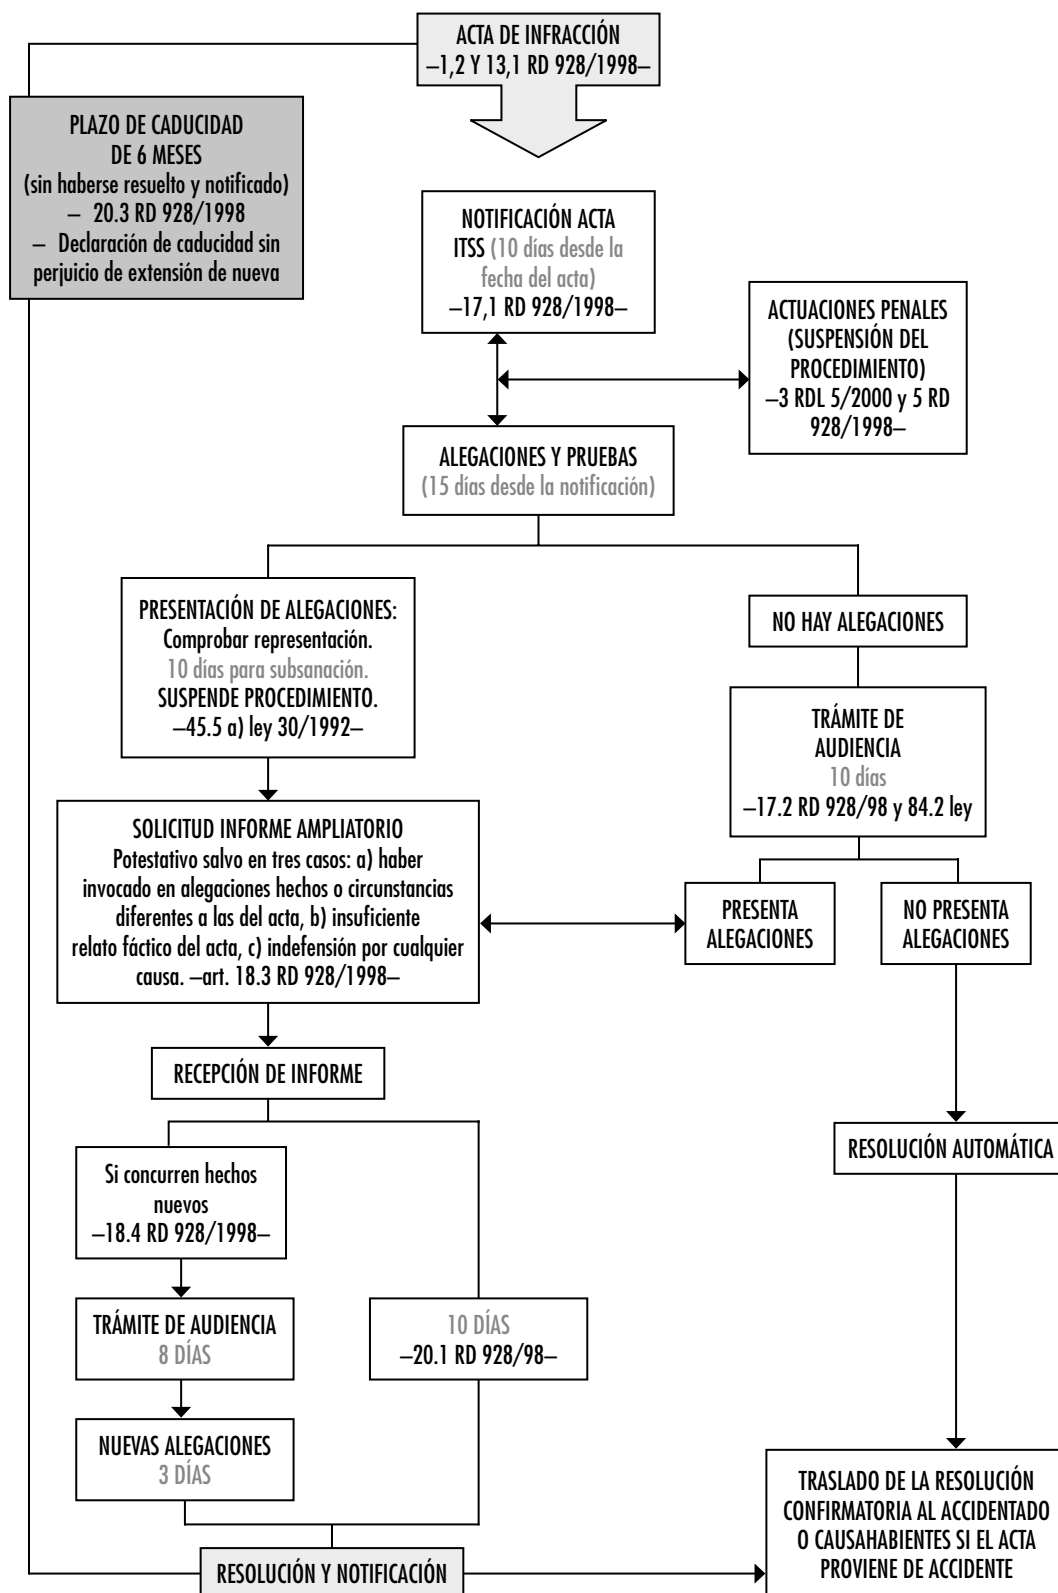 ACTA DE INFRACCIÓN
–1,2 Y 13,1 RD 928/1998–
PLAZO DE CADUCIDAD
DE 6 MESES
(sin haberse resuelto y notificado)
– 20.3 RD 928/1998
– Declaración de caducidad sin
perjuicio de extensión de nueva
NOTIFICACIÓN ACTA
ITSS (10 días desde la
fecha del acta)
–17,1 RD 928/1998–
ACTUACIONES PENALES
(SUSPENSIÓN DEL
PROCEDIMIENTO)
–3 RDL 5/2000 y 5 RD
928/1998–
ALEGACIONES Y PRUEBAS
(15 días desde la notificación)
PRESENTACIÓN DE ALEGACIONES:
Comprobar representación.
10 días para subsanación.
SUSPENDE PROCEDIMIENTO.
–45.5 a) ley 30/1992–
NO HAY ALEGACIONES
TRÁMITE DE
AUDIENCIA
10 días
–17.2 RD 928/98 y 84.2 ley
SOLICITUD INFORME AMPLIATORIO
Potestativo salvo en tres casos: a) haber
invocado en alegaciones hechos o circunstancias
diferentes a las del acta, b) insuficiente
relato fáctico del acta, c) indefensión por cualquier
causa. –art. 18.3 RD 928/1998–
PRESENTA
ALEGACIONES
NO PRESENTA
ALEGACIONES
RECEPCIÓN DE INFORME
RESOLUCIÓN AUTOMÁTICA
Si concurren hechos
nuevos
–18.4 RD 928/1998–
TRÁMITE DE AUDIENCIA
8 DÍAS
10 DÍAS
–20.1 RD 928/98–
NUEVAS ALEGACIONES
3 DÍAS
TRASLADO DE LA RESOLUCIÓN
CONFIRMATORIA AL ACCIDENTADO
O CAUSAHABIENTES SI EL ACTA
PROVIENE DE ACCIDENTE
RESOLUCIÓN Y NOTIFICACIÓN